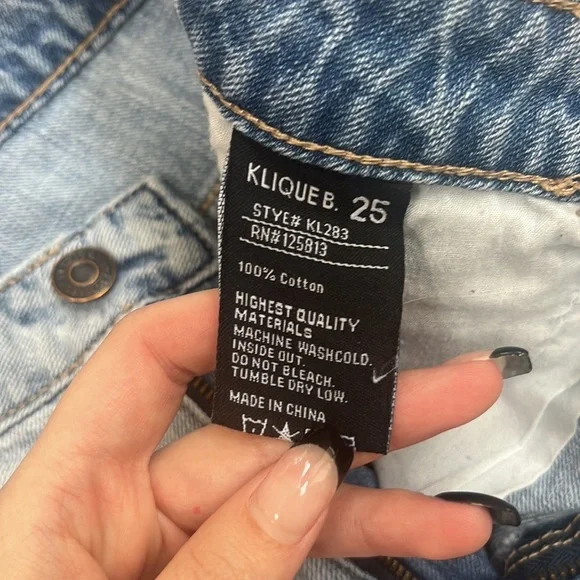 KLIQUE B. 25
STYE# KL283
RN#125813
100% Cotton
HIGHEST QUALITY
MATERIALS
MACHINE WASHCOLD.
INSIDE OUT.
DO NOT BLEACH.
TUMBLE DRY LOW.
MADE IN CHINA